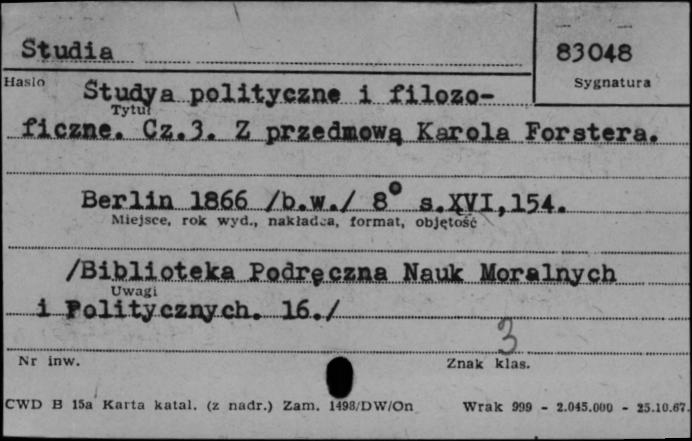 Studia
83048
Hasło
Sygnatura
Studya polityczne i filozo-
Tytuł
ficzne. Cz.3. Z przedmową Karola Forstera.
Berlin 1866 /b.w./ 8° s.XVI,154.
Miejsce, rok wyd., nakładca, format, objętość
/Biblioteka Podręczna Nauk Moralnych
Uwagi
i Politycznych. 16./
3
Nr inw.
Znak klas.
CWD B 15a Karta katal. (z nadr.) Zam. 1498/DW/On Wrak 999 - 2.045.000 - 25.10.67.